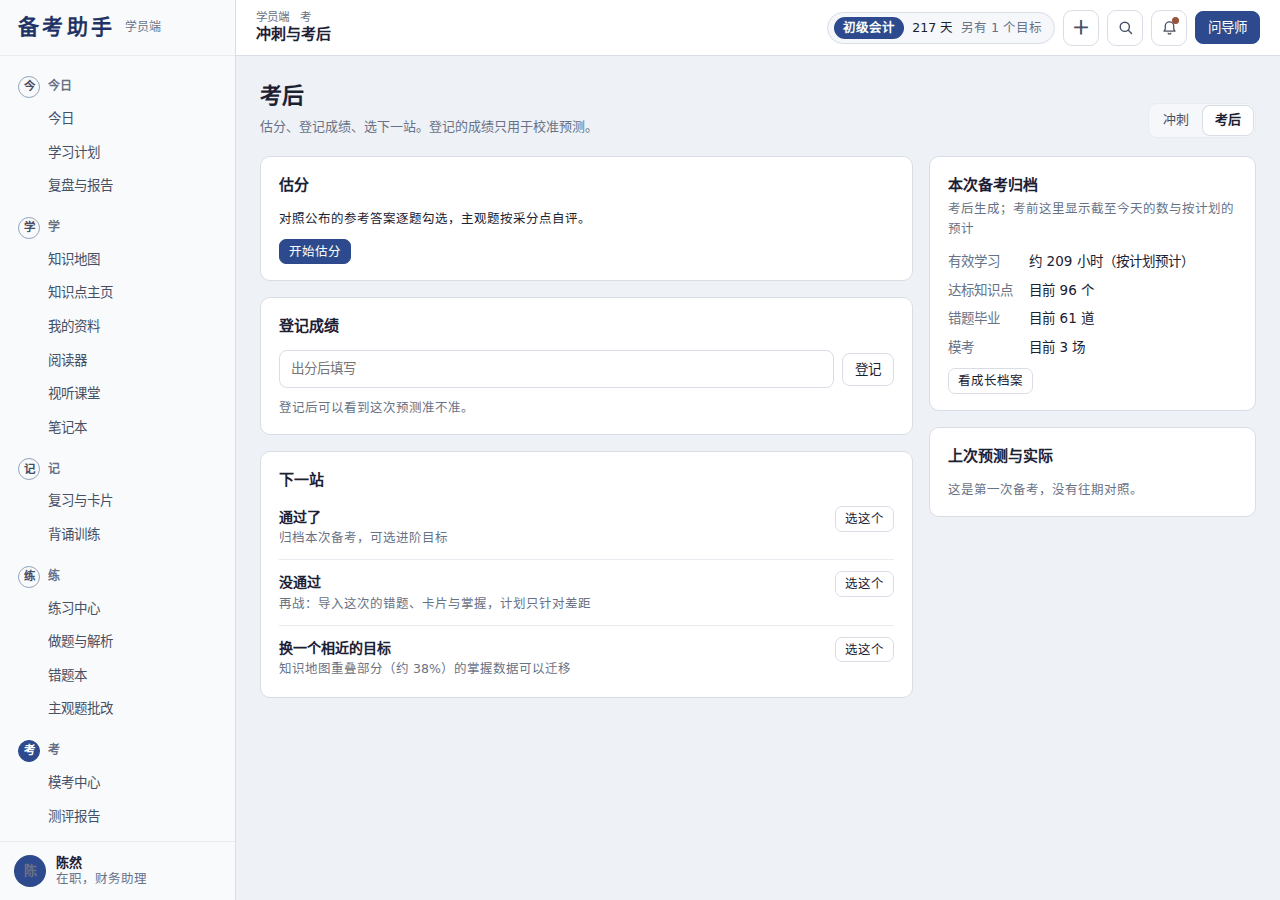 备考助手 学员端
今 今日
今日
学习计划
复盘与报告
学 学
知识地图
知识点主页
我的资料
阅读器
视听课堂
笔记本
记 记
复习与卡片
背诵训练
练 练
练习中心
做题与解析
错题本
主观题批改
考 考
模考中心
测评报告
陈 陈然
在职，财务助理
学员端 考
冲刺与考后
初级会计 217 天 另有 1 个目标
问导师
考后
估分、登记成绩、选下一站。登记的成绩只用于校准预测。
冲刺 考后
估分
对照公布的参考答案逐题勾选，主观题按采分点自评。
开始估分
登记成绩
出分后填写 登记
登记后可以看到这次预测准不准。
下一站
通过了
归档本次备考，可选进阶目标
选这个
没通过
再战：导入这次的错题、卡片与掌握，计划只针对差距
选这个
换一个相近的目标
知识地图重叠部分（约 38%）的掌握数据可以迁移
选这个
本次备考归档
考后生成；考前这里显示截至今天的数与按计划的
预计
有效学习 约 209 小时（按计划预计）
达标知识点 目前 96 个
错题毕业 目前 61 道
模考 目前 3 场
看成长档案
上次预测与实际
这是第一次备考，没有往期对照。